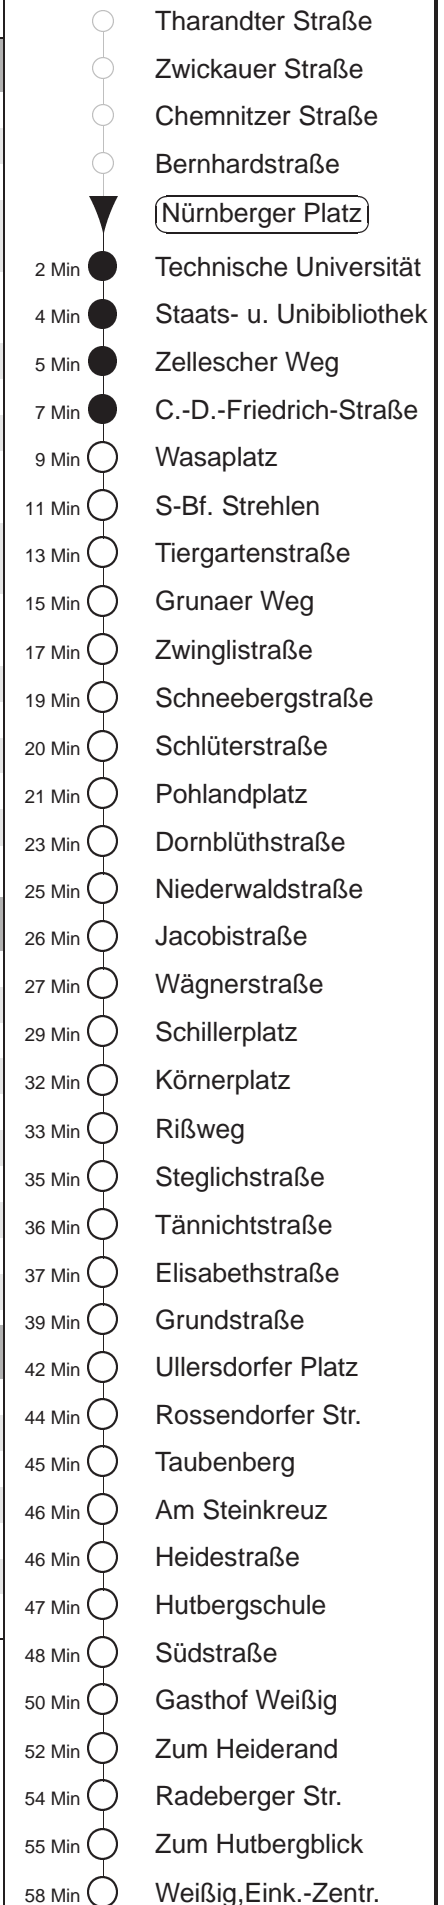 Tharandter Straße
Zwickauer Straße
Chemnitzer Straße
Bernhardstraße
Nürnberger Platz
2 Min Technische Universität
4 Min Staats- u. Unibibliothek
5 Min Zellescher Weg
7 Min C.-D.-Friedrich-Straße
9 Min Wasaplatz
11 Min S-Bf. Strehlen
13 Min Tiergartenstraße
15 Min Grunaer Weg
17 Min Zwinglistraße
19 Min Schneebergstraße
20 Min Schlüterstraße
21 Min Pohlandplatz
23 Min Dornblüthstraße
25 Min Niederwaldstraße
26 Min Jacobistraße
27 Min Wägnerstraße
29 Min Schillerplatz
32 Min Körnerplatz
33 Min Rißweg
35 Min Steglichstraße
36 Min Tännichtstraße
37 Min Elisabethstraße
39 Min Grundstraße
42 Min Ullersdorfer Platz
44 Min Rossendorfer Str.
45 Min Taubenberg
46 Min Am Steinkreuz
46 Min Heidestraße
47 Min Hutbergschule
48 Min Südstraße
50 Min Gasthof Weißig
52 Min Zum Heiderand
54 Min Radeberger Str.
55 Min Zum Hutbergblick
58 Min Weißig,Eink.-Zentr.